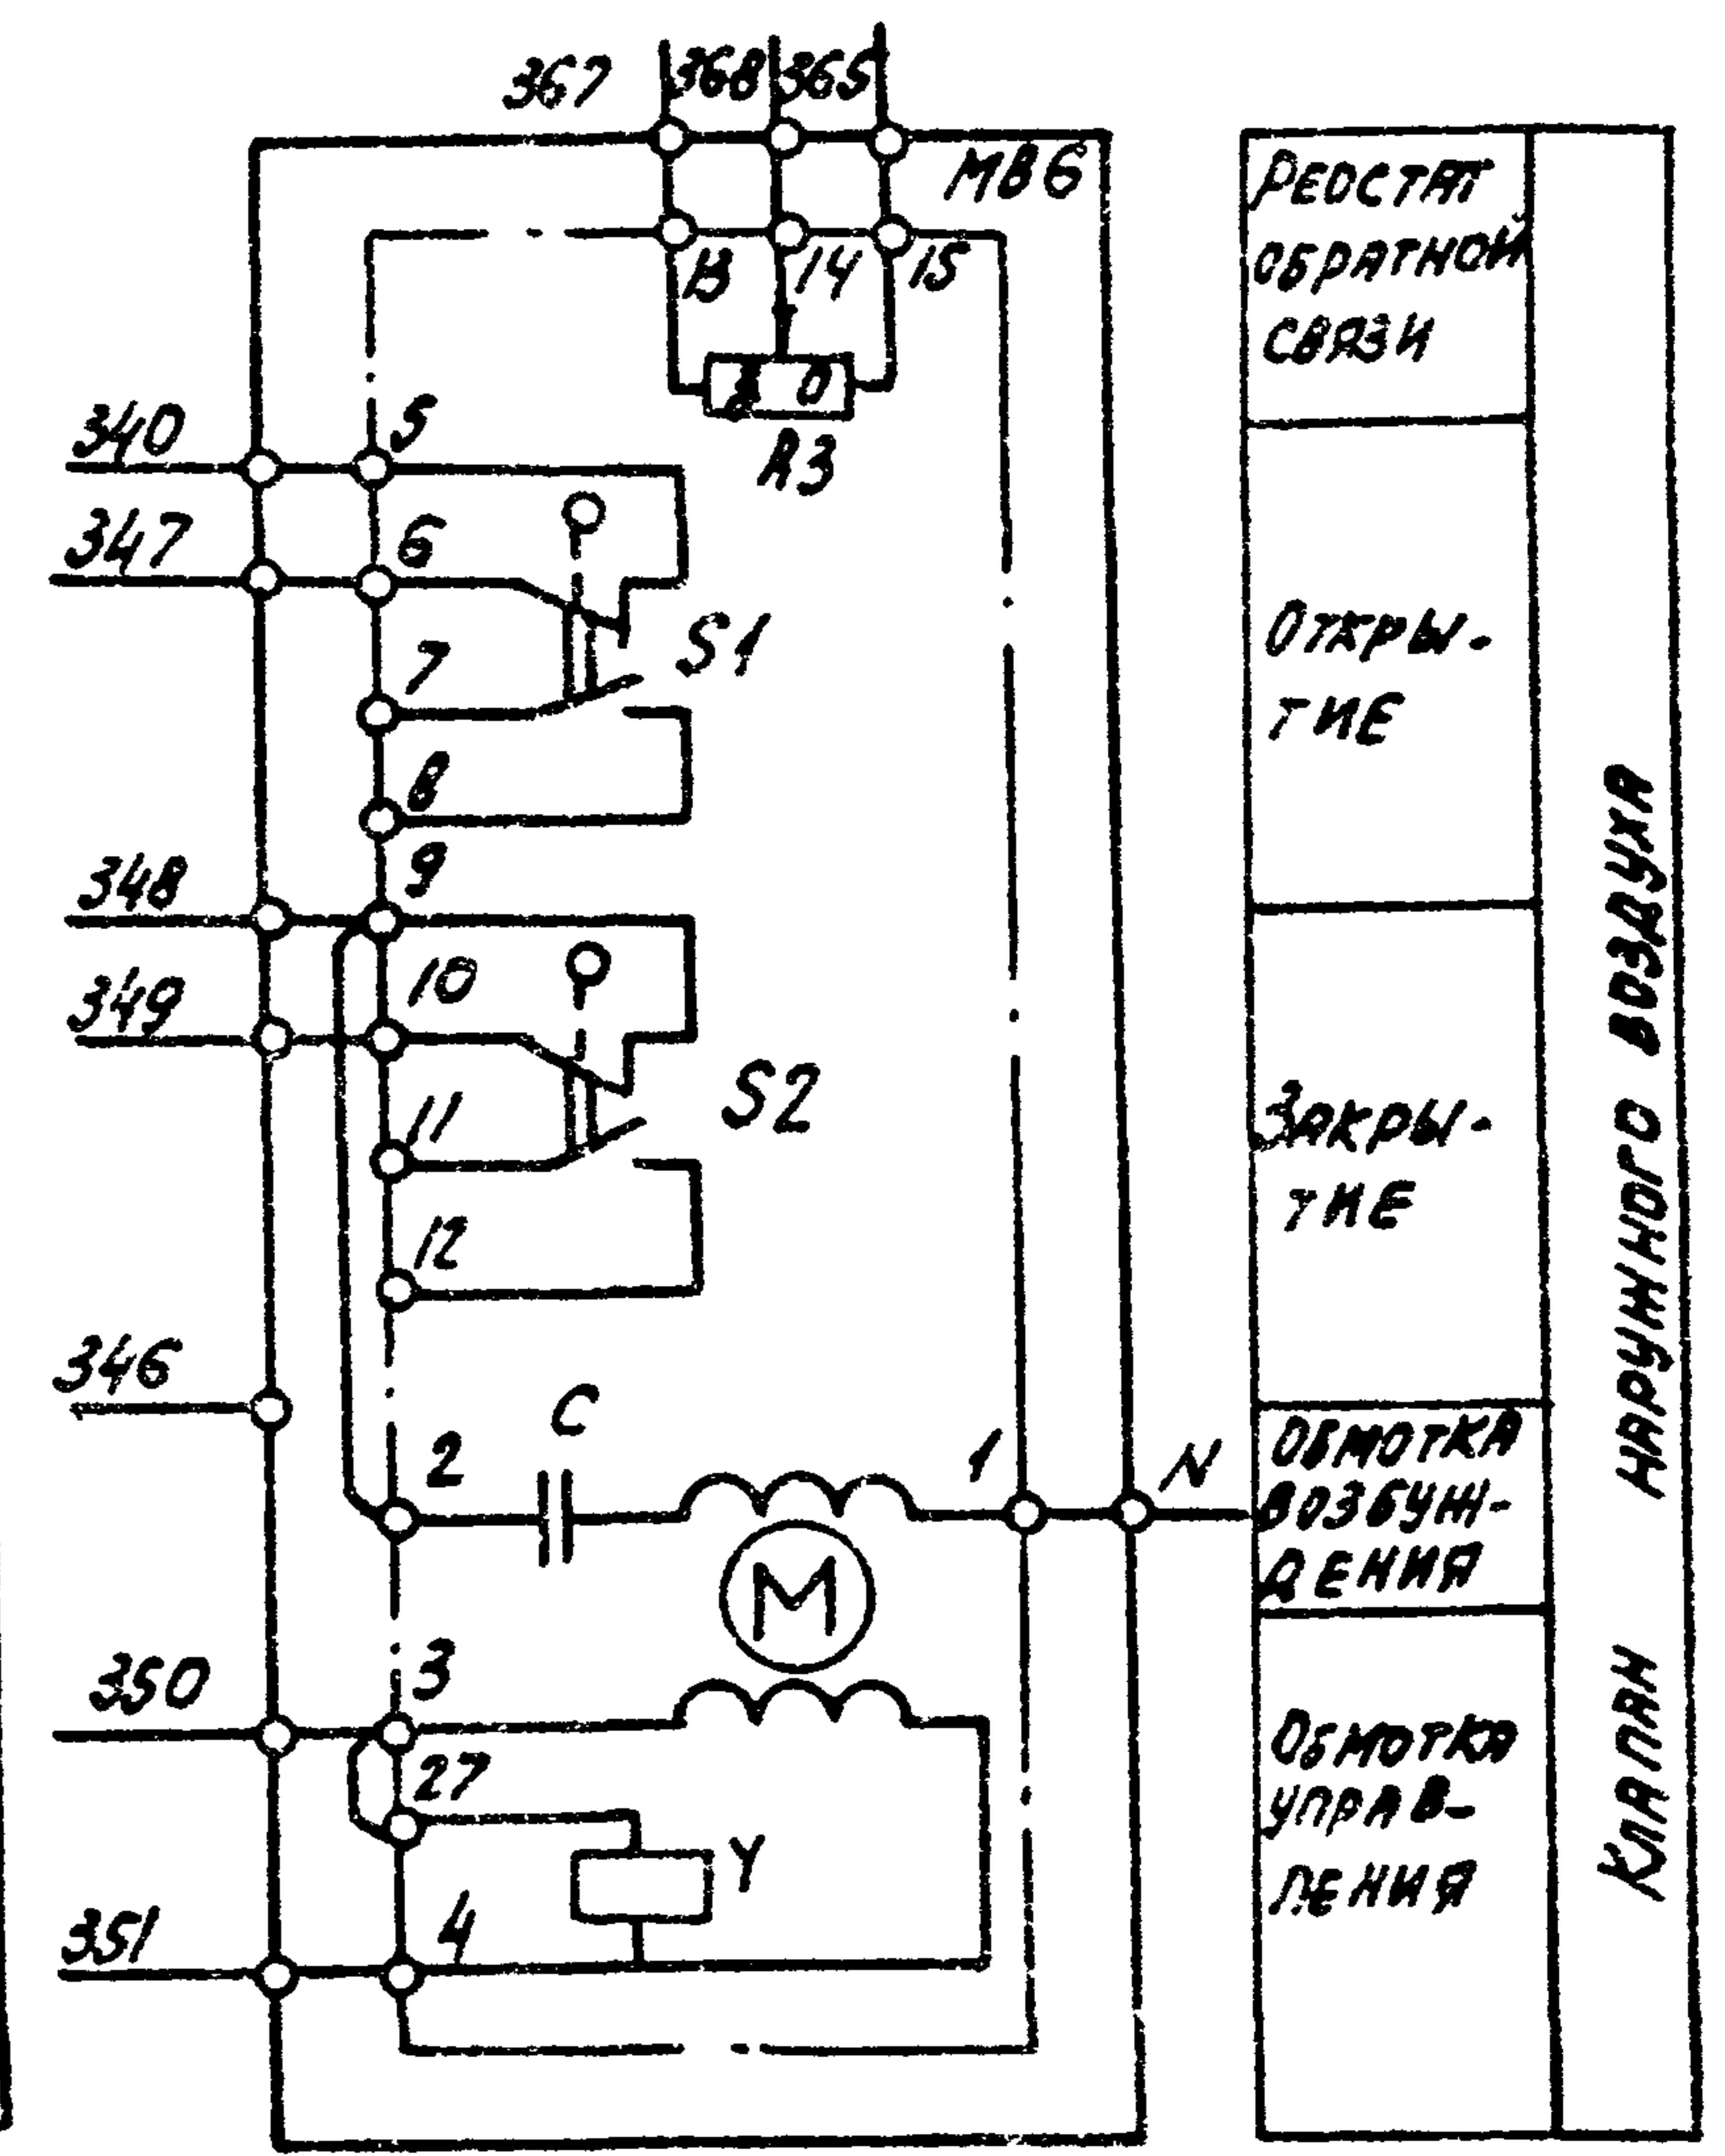 367 368 365
МВ6
13 14 15
R3
340 5
347 6
S1
7
8
348 9
349 10
S2
11
12
346
C
2
1 N
M
350 3
27
Y
351 4
РЕОСТАТ
ОБРАТНОЙ
СВЯЗИ
ОТКРЫ-
ТИЕ
ЗАКРЫ-
ТИЕ
ОБМОТКА
ВОЗБУЖ-
ДЕНИЯ
ОБМОТКА
УПРАВ-
ЛЕНИЯ
КЛАПАН НАРУЖНОГО ВОЗДУХА